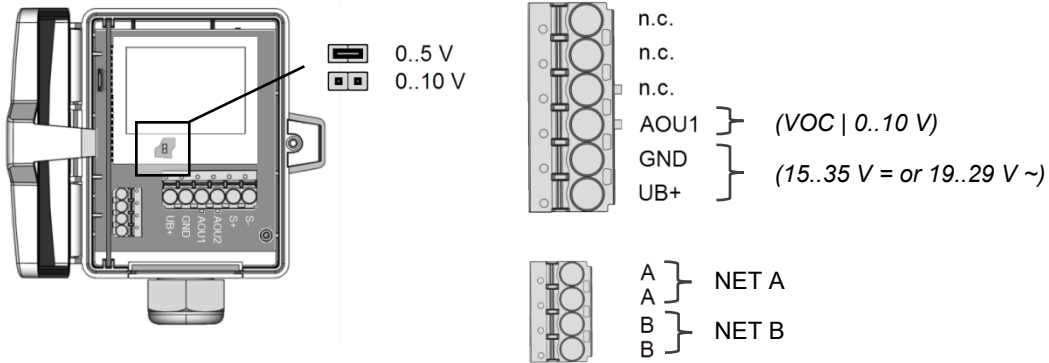 0..5 V
0..10 V
UB+
GND
AOU1
AOU2
S+
S-
n.c.
n.c.
n.c.
AOU1
(VOC | 0..10 V)
GND
UB+
(15..35 V = or 19..29 V ~)
A
A
NET A
B
B
NET B